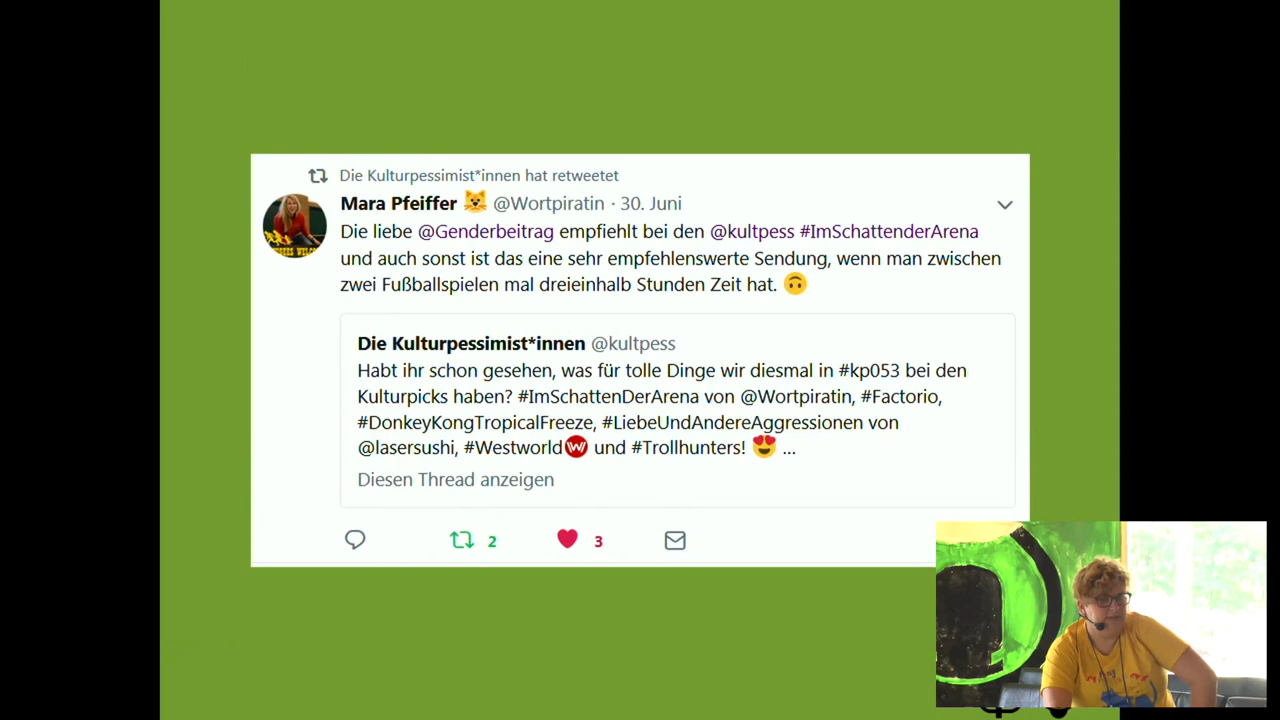 Die Kulturpessimist*innen hat retweetet
Mara Pfeiffer 😺 @Wortpiratin · 30. Juni
Die liebe @Genderbeitrag empfiehlt bei den @kultpess #ImSchattenderArena
und auch sonst ist das eine sehr empfehlenswerte Sendung, wenn man zwischen
zwei Fußballspielen mal dreieinhalb Stunden Zeit hat. 🙃
Die Kulturpessimist*innen @kultpess
Habt ihr schon gesehen, was für tolle Dinge wir diesmal in #kp053 bei den
Kulturpicks haben? #ImSchattenDerArena von @Wortpiratin, #Factorio,
#DonkeyKongTropicalFreeze, #LiebeUndAndereAggressionen von
@lasersushi, #Westworld und #Trollhunters! 😍 ...
Diesen Thread anzeigen
2 3